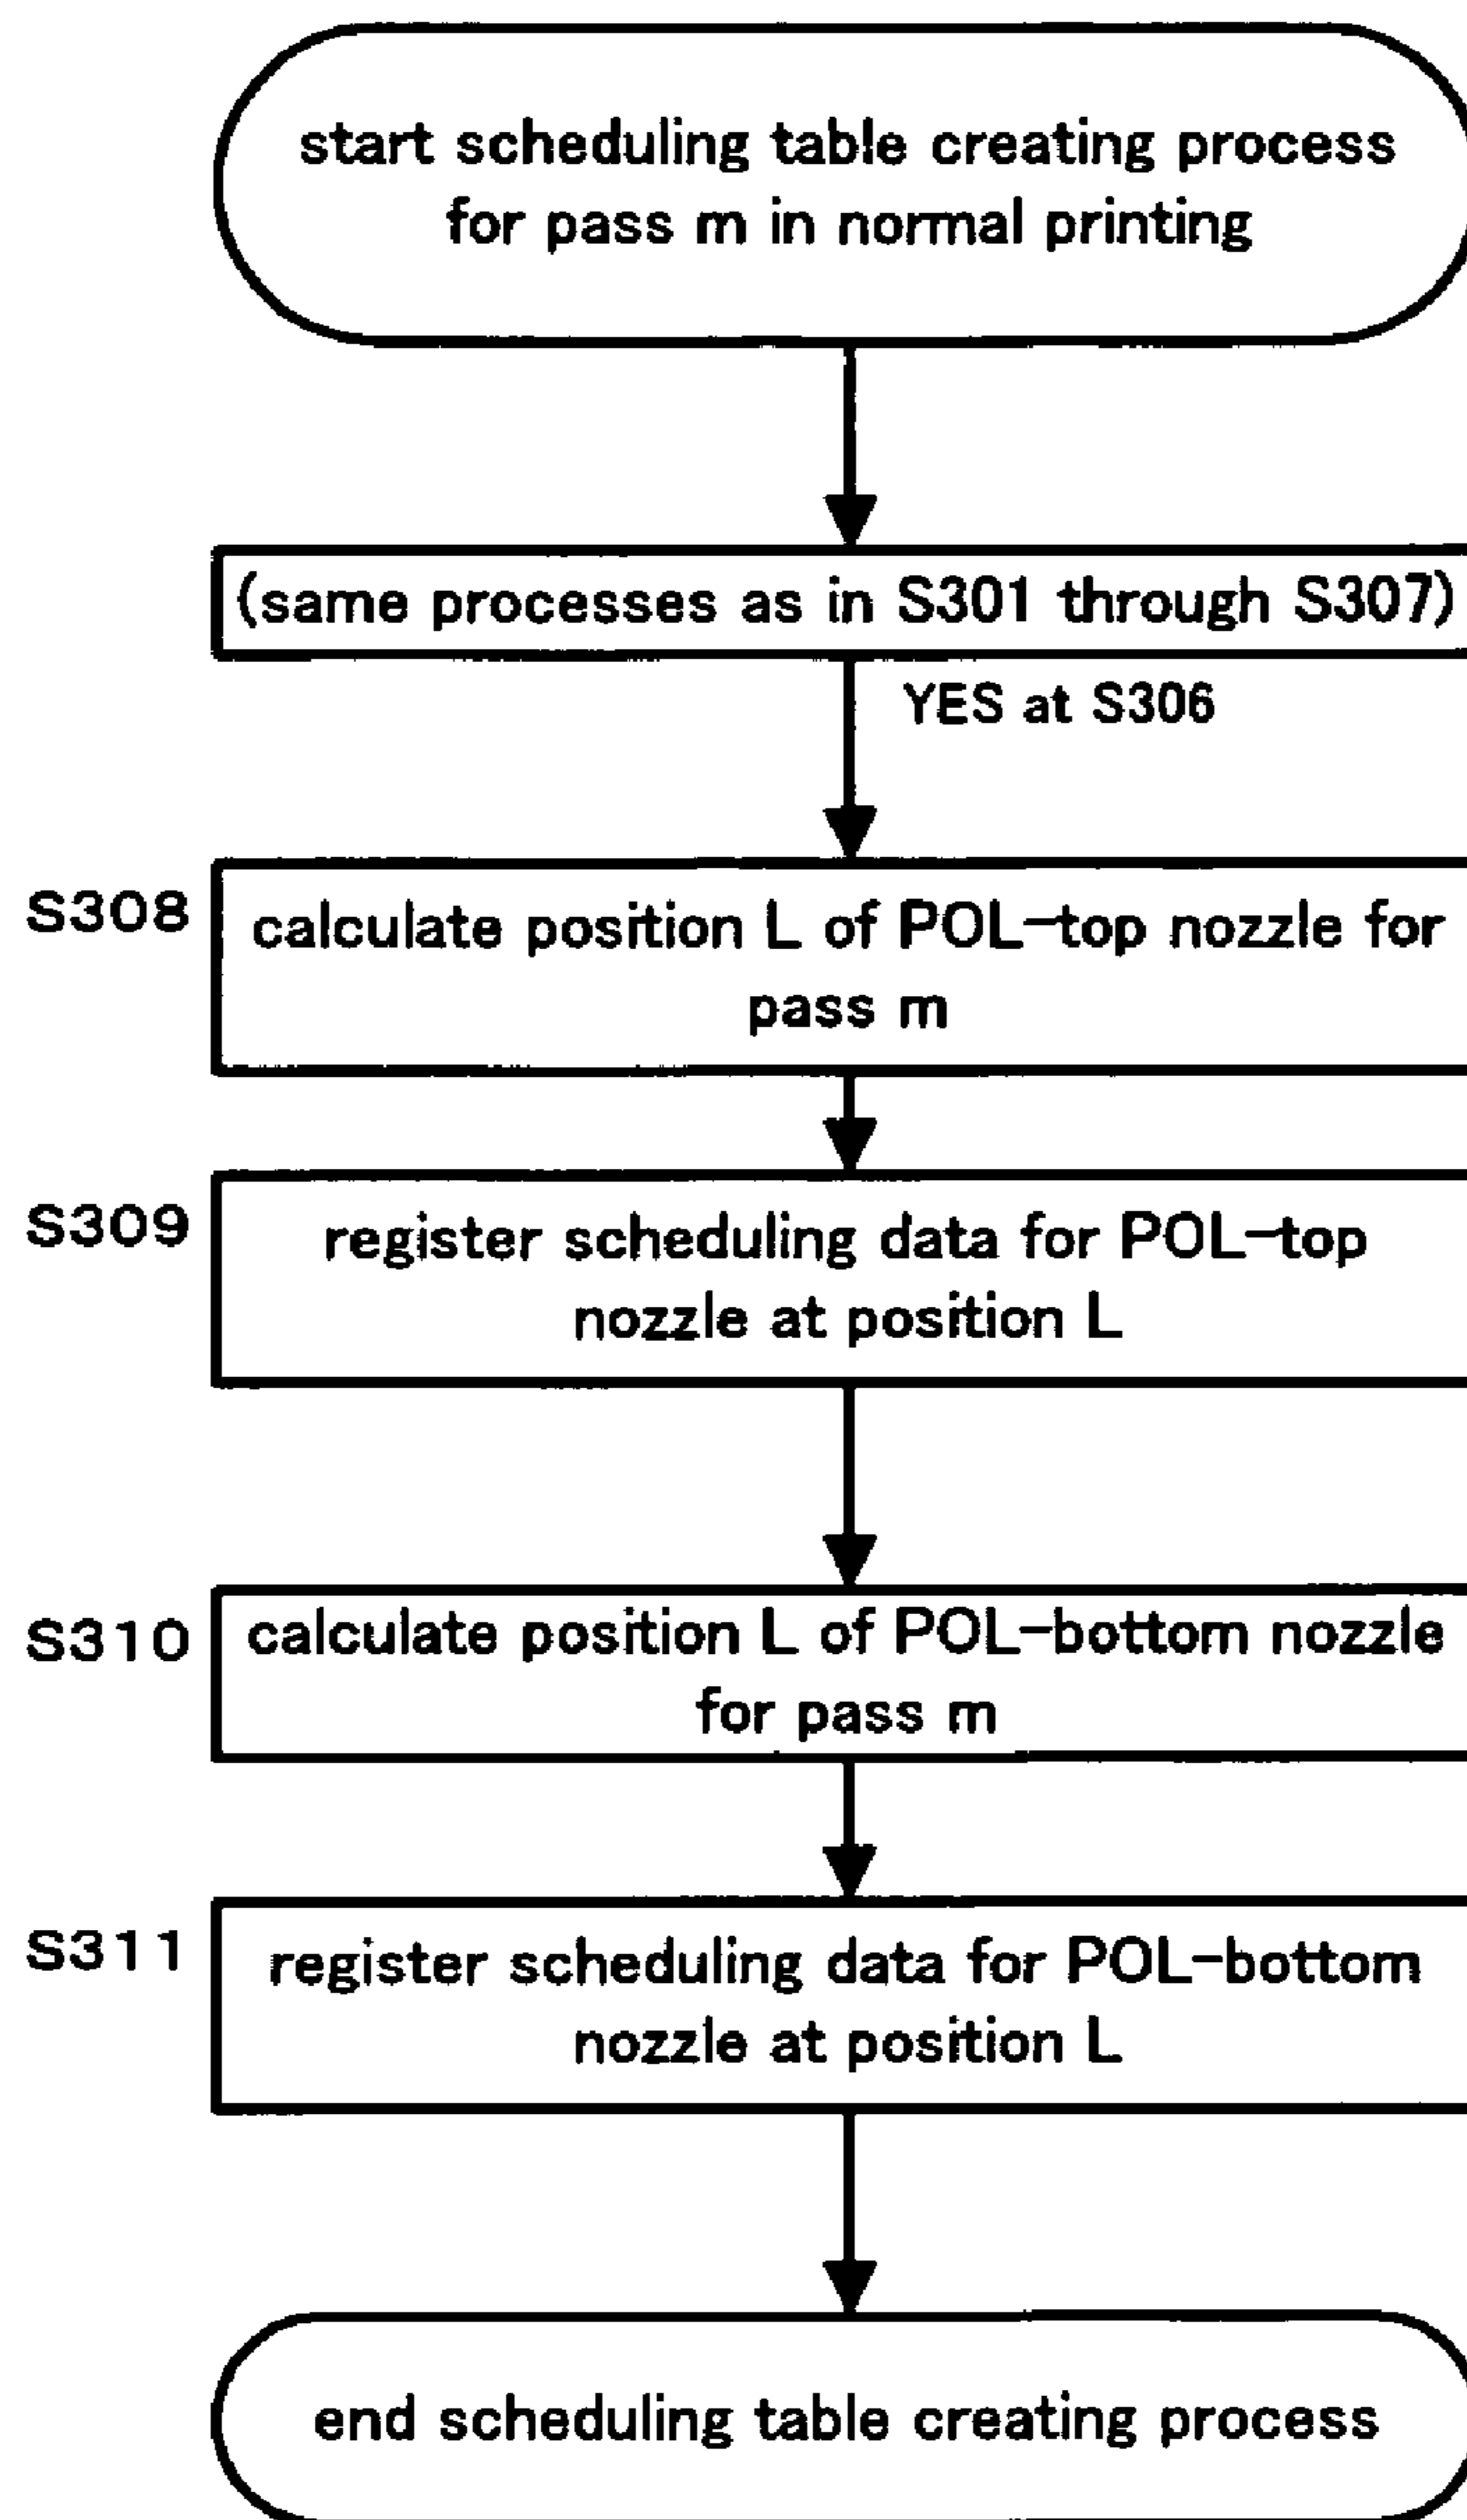 start scheduling table creating process
for pass m in normal printing
(same processes as in S301 through S307)
YES at S306
S308
calculate position L of POL-top nozzle for
pass m
S309
register scheduling data for POL-top
nozzle at position L
S310
calculate position L of POL-bottom nozzle
for pass m
S311
register scheduling data for POL-bottom
nozzle at position L
end scheduling table creating process